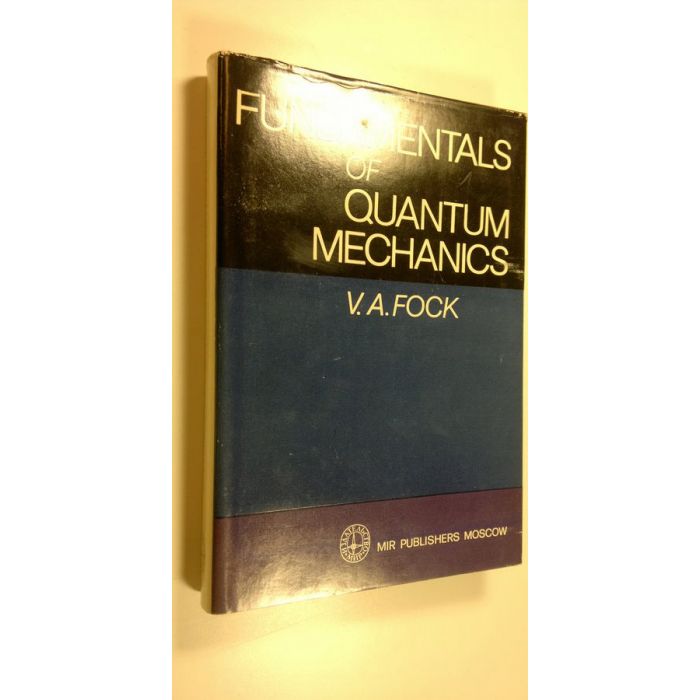 FUNDAMENTALS
OF
QUANTUM
MECHANICS
V. A. FOCK
MIR PUBLISHERS MOSCOW